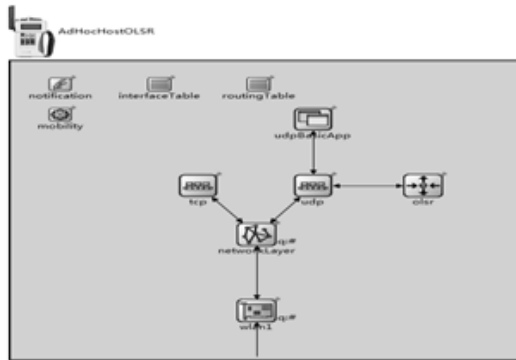 AdHocHostOLSR
notification
interfaceTable
routingTable
mobility
udpBasicApp
tcp
udp
olsr
q:#
networkLayer
q:#
wlan1